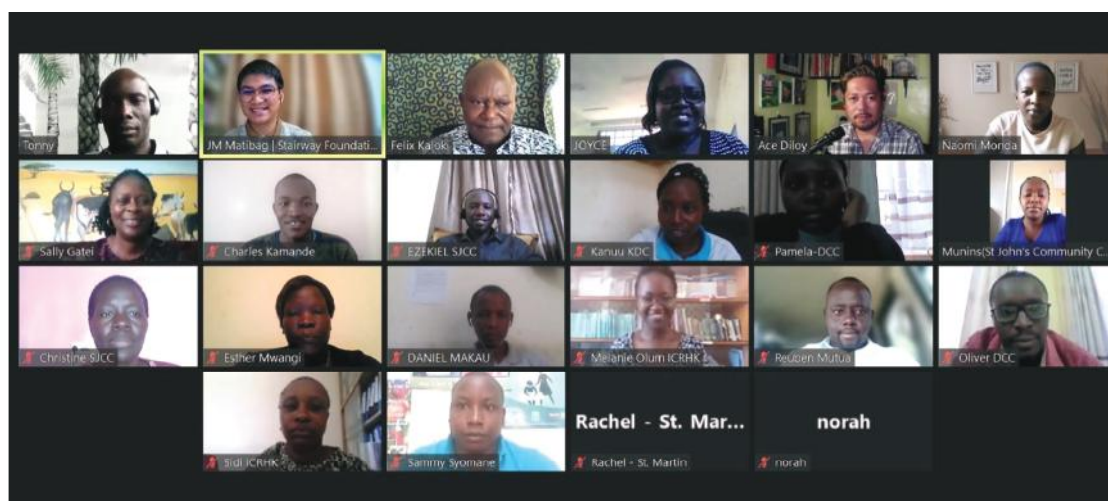 Tonny
JM Matibag | Stairway Foundati...
Felix Kaloki
JOYCE
Ace Diloy
Naomi Monda
Sally Gatei
Charles Kamande
EZEKIEL SJCC
Kanuu KDC
Pamela-DCC
Munins(St John's Community C...
Christine SJCC
Esther Mwangi
DANIEL MAKAU
Melanie Olum ICRHK
Reuben Mutua
Oliver DCC
Sidi ICRHK
Sammy Syomane
Rachel - St. Mar...
Rachel - St. Martin
norah
norah